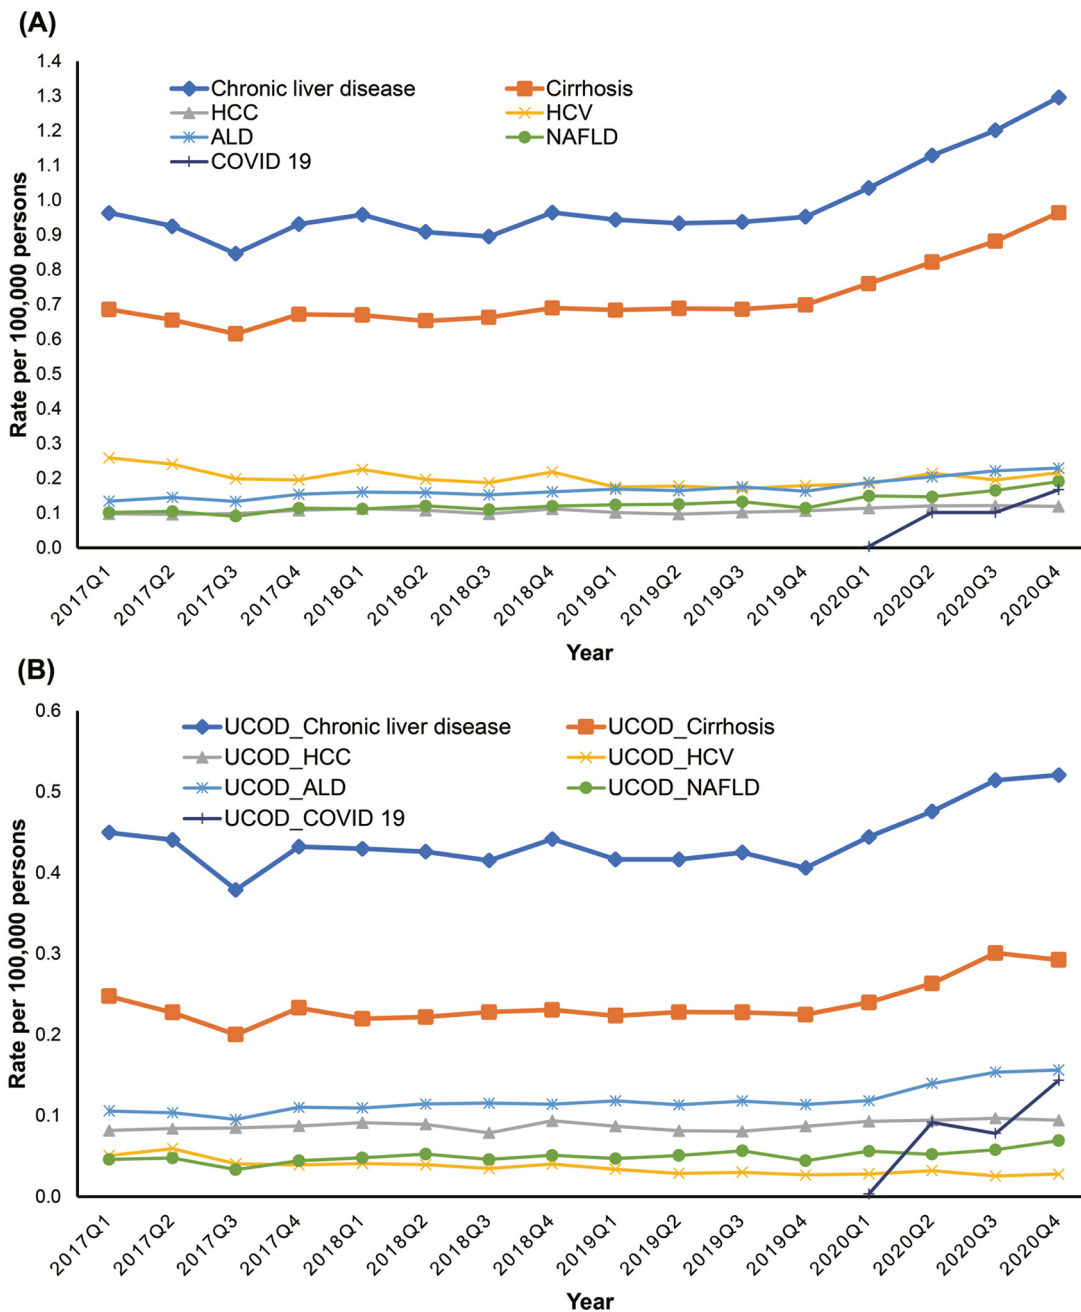 (A)
Rate per 100,000 persons
1.4
1.3
1.2
1.1
1.0
0.9
0.8
0.7
0.6
0.5
0.4
0.3
0.2
0.1
0.0
Chronic liver disease Cirrhosis
HCC HCV
ALD NAFLD
COVID 19
2017Q1 2017Q2 2017Q3 2017Q4 2018Q1 2018Q2 2018Q3 2018Q4 2019Q1 2019Q2 2019Q3 2019Q4 2020Q1 2020Q2 2020Q3 2020Q4
Year
(B)
Rate per 100,000 persons
0.6
0.5
0.4
0.3
0.2
0.1
0.0
UCOD_Chronic liver disease UCOD_Cirrhosis
UCOD_HCC UCOD_HCV
UCOD_ALD UCOD_NAFLD
UCOD_COVID 19
2017Q1 2017Q2 2017Q3 2017Q4 2018Q1 2018Q2 2018Q3 2018Q4 2019Q1 2019Q2 2019Q3 2019Q4 2020Q1 2020Q2 2020Q3 2020Q4
Year